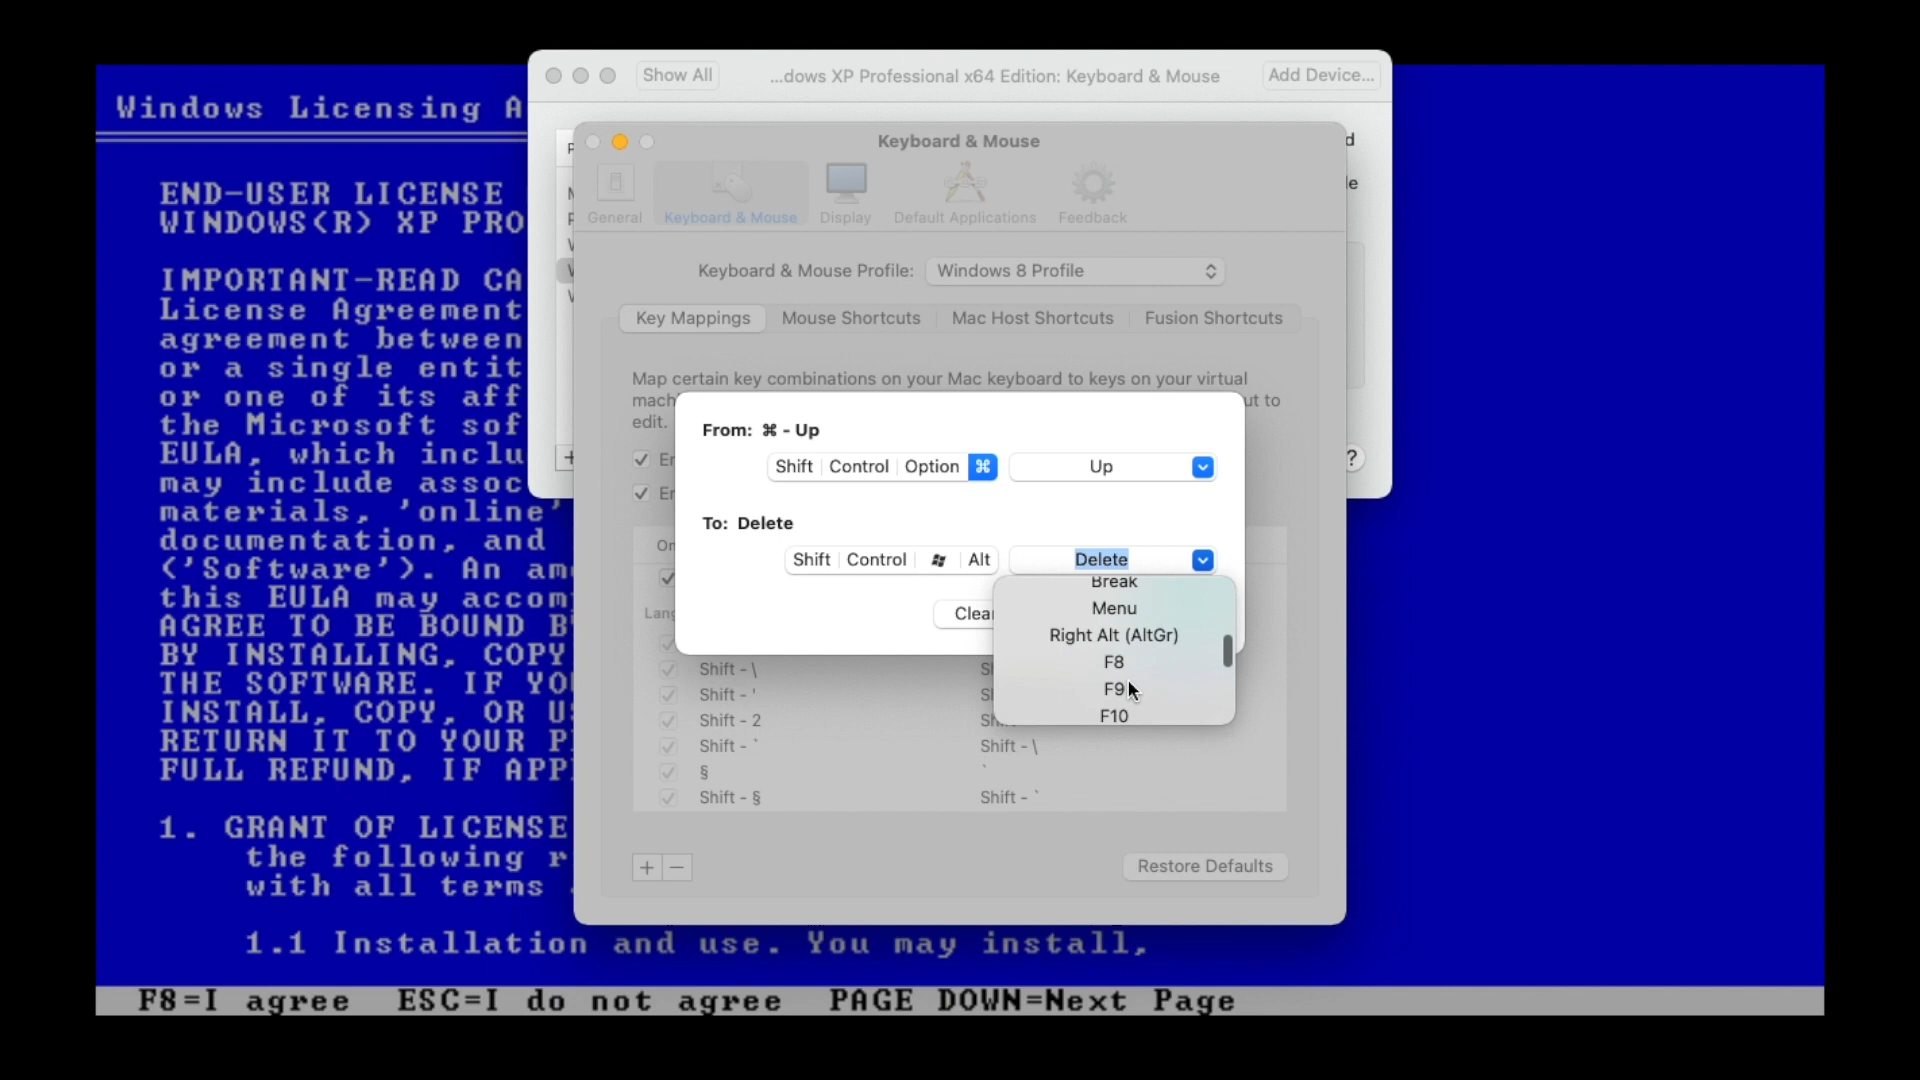 Show All
...dows XP Professional x64 Edition: Keyboard & Mouse
Add Device...
Windows Licensing A
Keyboard & Mouse
General
Keyboard & Mouse
Display
Default Applications
Feedback
END-USER LICENSE
WINDOWS(R) XP PRO
Keyboard & Mouse Profile:
Windows 8 Profile
IMPORTANT-READ CA
License Agreement
agreement between
or a single entit
or one of its aff
the Microsoft sof
EULA, which inclu
may include assoc
materials, 'online'
documentation, and
('Software'). An am
this EULA may accom
AGREE TO BE BOUND B
BY INSTALLING, COPY
THE SOFTWARE. IF YO
INSTALL, COPY, OR U
RETURN IT TO YOUR P
FULL REFUND, IF APP
Key Mappings
Mouse Shortcuts
Mac Host Shortcuts
Fusion Shortcuts
Map certain key combinations on your Mac keyboard to keys on your virtual
mach
ut to
edit.
From: ⌘ - Up
Shift
Control
Option
⌘
Up
?
To: Delete
Shift
Control
Alt
Delete
Break
Menu
Right Alt (AltGr)
F8
F9
F10
Clea
Lang
Shift - \
Shift - '
Shift - 2
Shift - `
Shift - \
§
`
Shift - §
Shift - `
+
−
Restore Defaults
1. GRANT OF LICENSE
the following r
with all terms
1.1 Installation and use. You may install,
F8=I agree ESC=I do not agree PAGE DOWN=Next Page